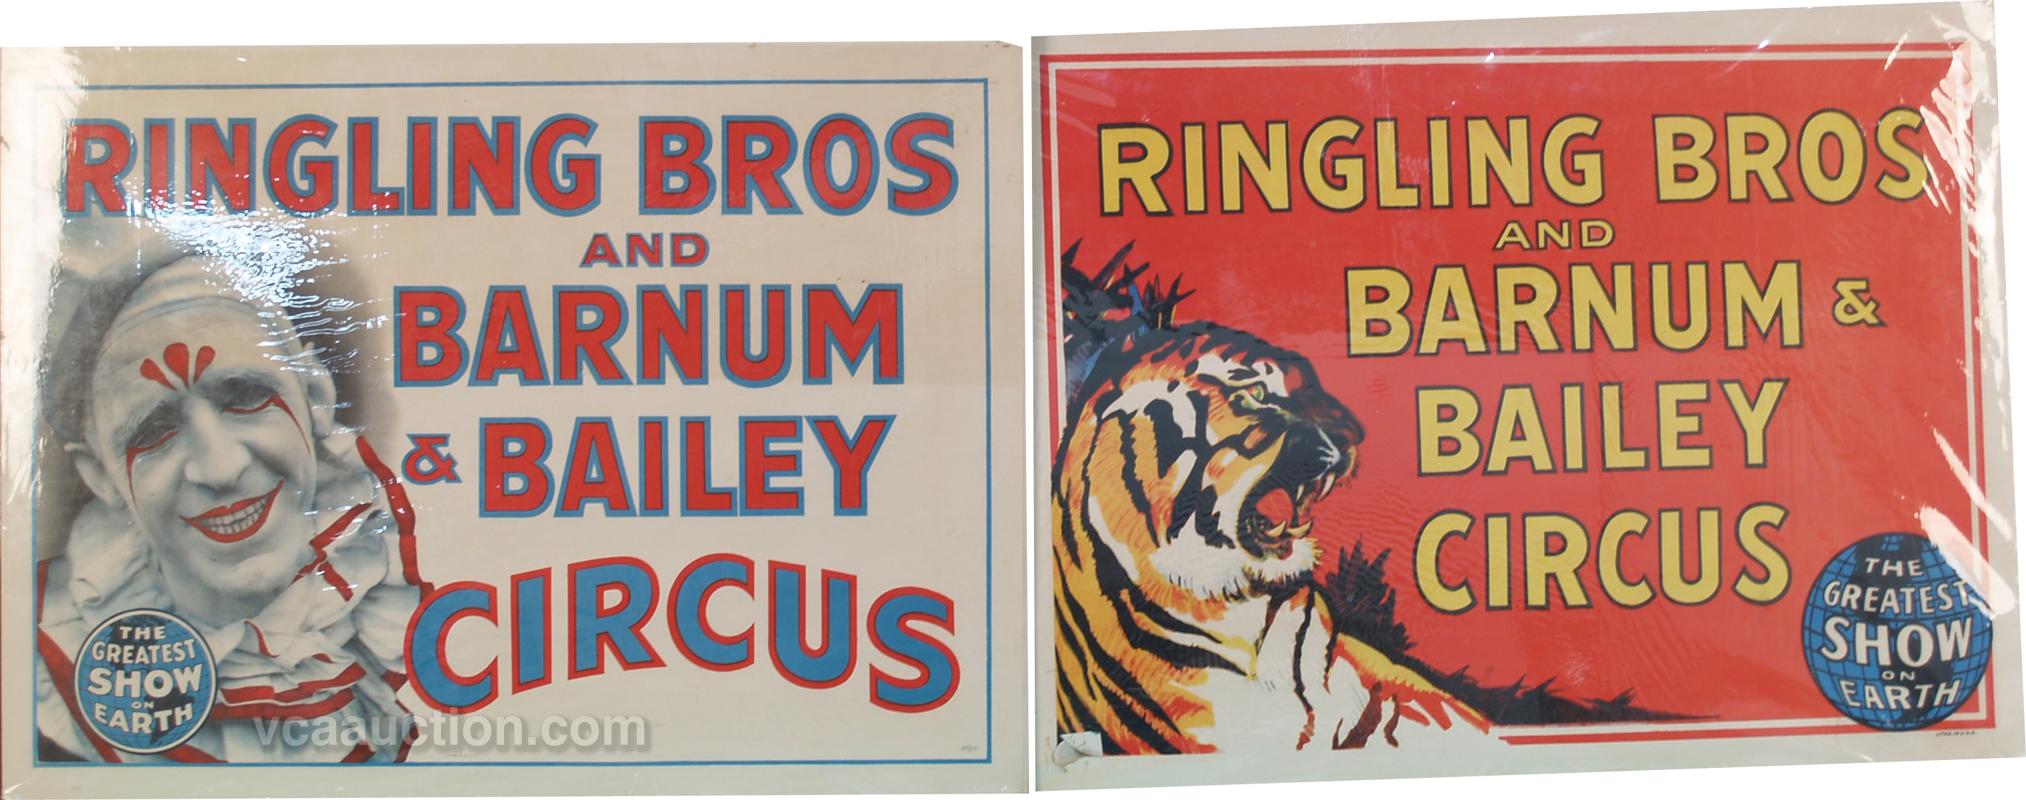 RINGLING BROS
AND
BARNUM
& BAILEY
CIRCUS
THE
GREATEST
SHOW
ON
EARTH
vcaauction.com
RINGLING BROS
AND
BARNUM &
BAILEY
CIRCUS
THE
GREATEST
SHOW
ON
EARTH